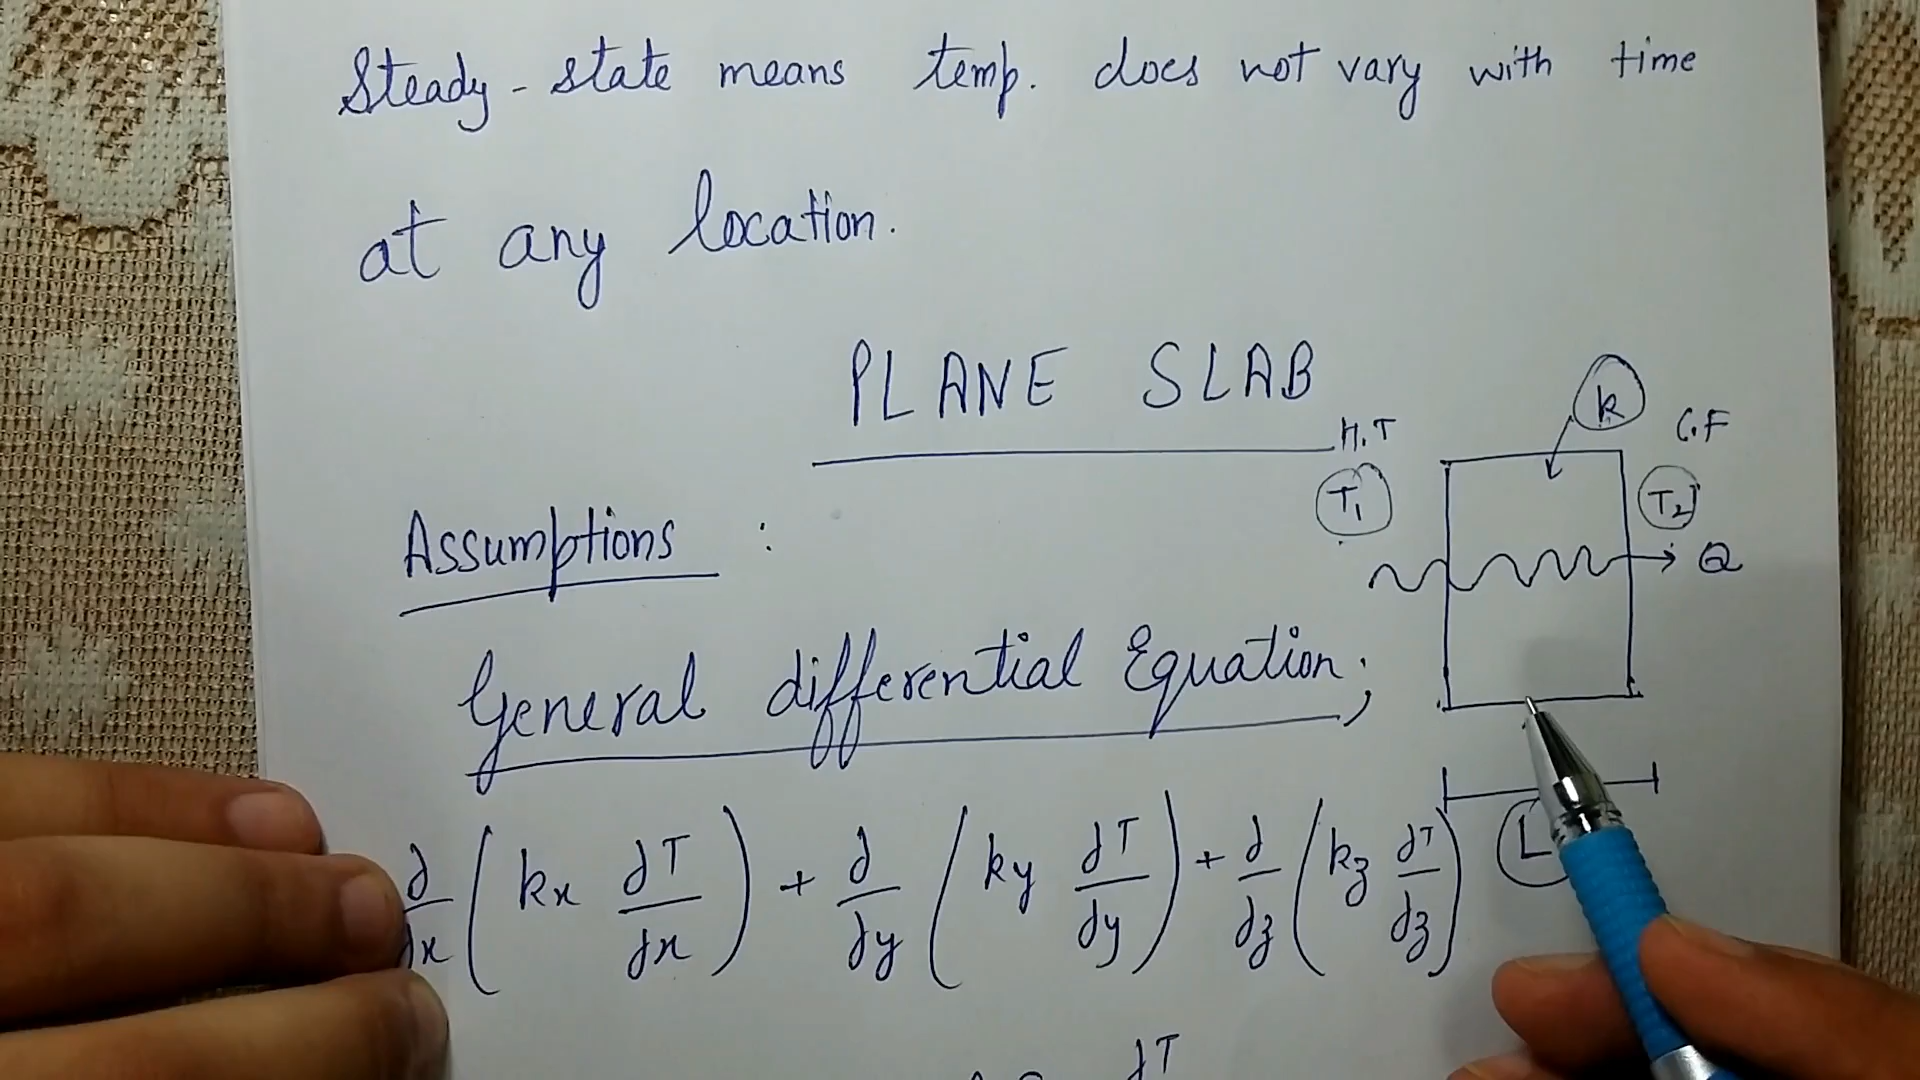 Steady-state means temp. does not vary with time
at any location.
PLANE SLAB
k
H.T
C.F
T₁
T₂
Assumptions :
Q
General differential Equation;
L
∂/∂x (kx ∂T/∂x) + ∂/∂y (ky ∂T/∂y) + ∂/∂z (kz ∂T/∂z)
∂T